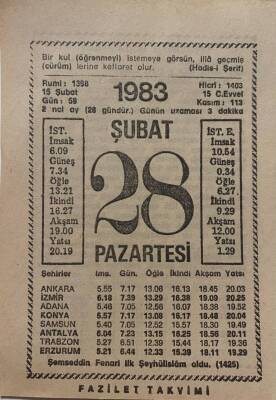 Bir kul (öğrenmeyi) istemeye görsün, illâ geçmiş
(cürüm) lerine keffaret olur. (Hadis-i Şerif)
Rumi: 1398
15 Şubat
Gün: 59
1983
Hicri: 1403
15 C.Evvel
Kasım: 113
2 nci ay (28 gündür.) Günün uzaması 3 dakika
İST.
İmsak
6.09
Güneş
7.34
Öğle
13.21
İkindi
16.27
Akşam
19.00
Yatsı
20.19
ŞUBAT
28
PAZARTESİ
İST. E.
İmsak
10.54
Güneş
0.34
Öğle
6.27
İkindi
9.29
Akşam
12.00
Yatsı
1.29
Şehirler İms. Gün. Öğle İkindi Akşam Yatsı
ANKARA 5.55 7.17 13.06 16.13 18.45 20.03
İZMİR 6.18 7.39 13.29 16.38 19.09 20.25
ADANA 5.46 7.05 12.56 16.07 18.38 19.52
KONYA 5.57 7.17 13.08 16.17 18.48 20.04
SAMSUN 5.40 7.05 12.52 15.57 18.30 19.49
ANTALYA 6.04 7.23 13.15 16.25 18.56 20.11
TRABZON 5.27 6.51 12.39 15.44 18.17 19.36
ERZURUM 5.21 6.44 12.33 15.39 18.11 19.29
Şemseddin Fenari ilk Şeyhülislâm oldu. (1425)
FAZİLET TAKVİMİ